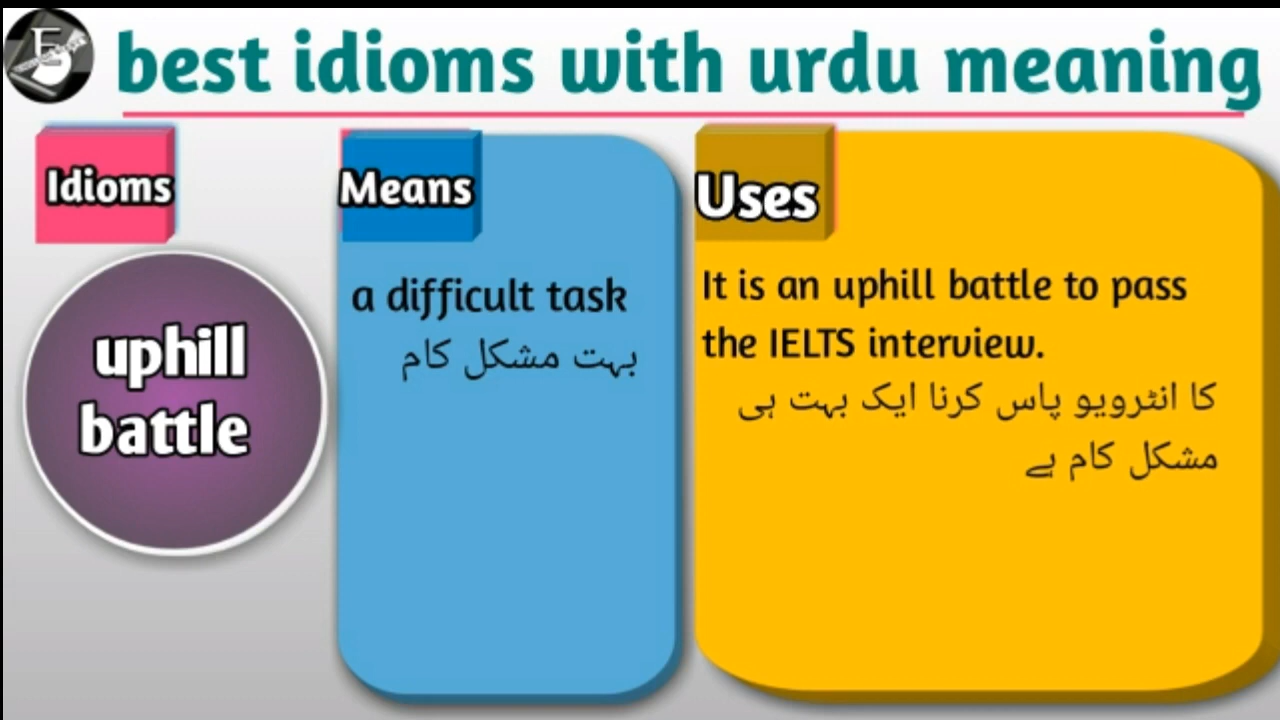 best idioms with urdu meaning
Idioms
uphill
battle
Means
a difficult task
بہت مشکل کام
Uses
It is an uphill battle to pass
the IELTS interview.
کا انٹرویو پاس کرنا ایک بہت ہی
مشکل کام ہے